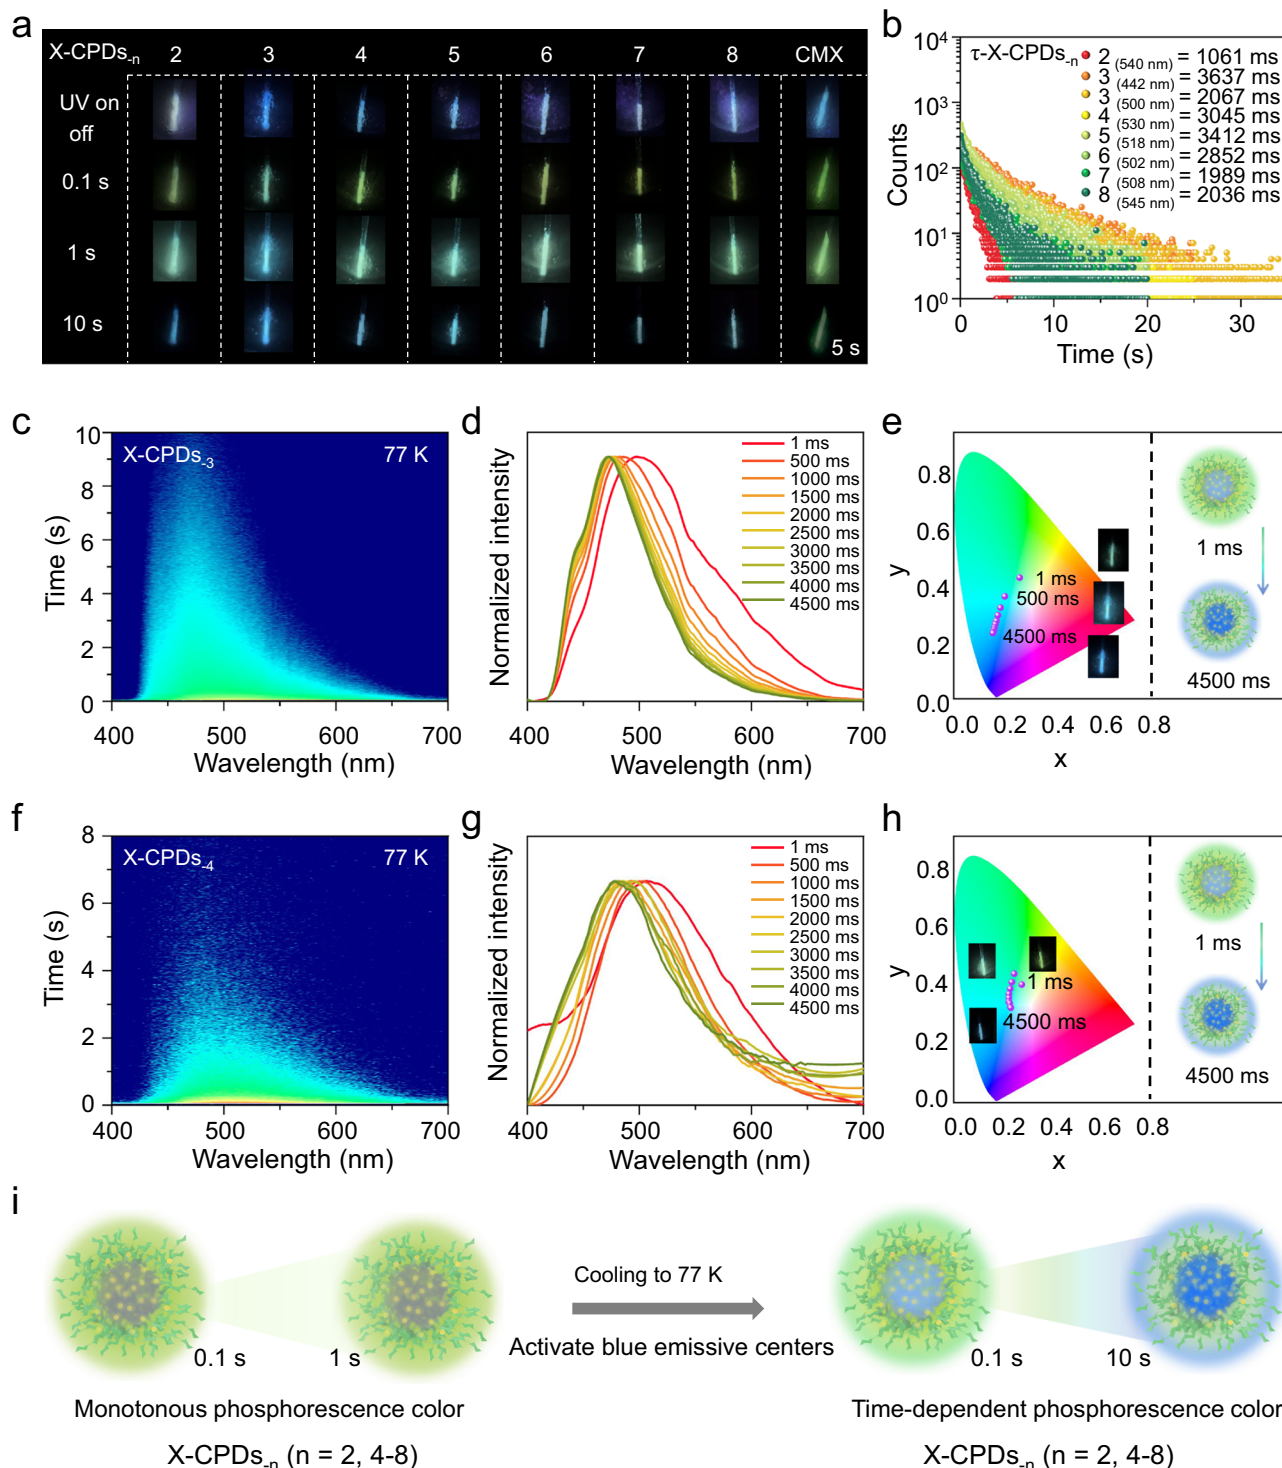 a
X-CPDs-n 2 3 4 5 6 7 8 CMX
UV on
off
0.1 s
1 s
10 s
5 s
b
τ-X-CPDs-n
2 (540 nm) = 1061 ms
3 (442 nm) = 3637 ms
3 (500 nm) = 2067 ms
4 (530 nm) = 3045 ms
5 (518 nm) = 3412 ms
6 (502 nm) = 2852 ms
7 (508 nm) = 1989 ms
8 (545 nm) = 2036 ms
Counts
10⁴
10³
10²
10¹
10⁰
0 10 20 30
Time (s)
c
X-CPDs-3 77 K
Time (s)
10
8
6
4
2
0
400 500 600 700
Wavelength (nm)
d
Normalized intensity
1 ms
500 ms
1000 ms
1500 ms
2000 ms
2500 ms
3000 ms
3500 ms
4000 ms
4500 ms
400 500 600 700
Wavelength (nm)
e
y
0.8
0.6
0.4
0.2
0.0
1 ms
500 ms
4500 ms
0.0 0.2 0.4 0.6 0.8
x
1 ms
4500 ms
f
X-CPDs-4 77 K
Time (s)
8
6
4
2
0
400 500 600 700
Wavelength (nm)
g
Normalized intensity
1 ms
500 ms
1000 ms
1500 ms
2000 ms
2500 ms
3000 ms
3500 ms
4000 ms
4500 ms
400 500 600 700
Wavelength (nm)
h
y
0.8
0.6
0.4
0.2
0.0
1 ms
4500 ms
0.0 0.2 0.4 0.6 0.8
x
1 ms
4500 ms
i
0.1 s 1 s
Cooling to 77 K
Activate blue emissive centers
0.1 s 10 s
Monotonous phosphorescence color
X-CPDs-n (n = 2, 4-8)
Time-dependent phosphorescence color
X-CPDs-n (n = 2, 4-8)